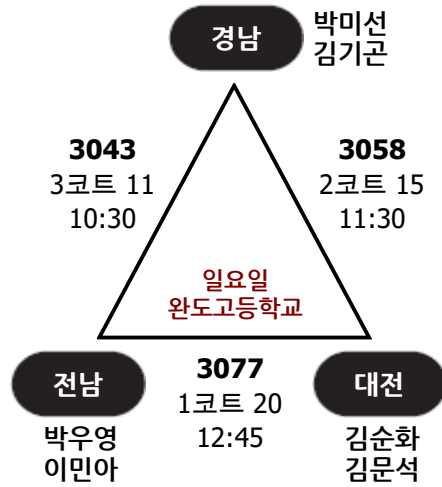 경남
박미선
김기곤
3043
3코트 11
10:30
3058
2코트 15
11:30
일요일
완도고등학교
전남
박우영
이민아
3077
1코트 20
12:45
대전
김순화
김문석